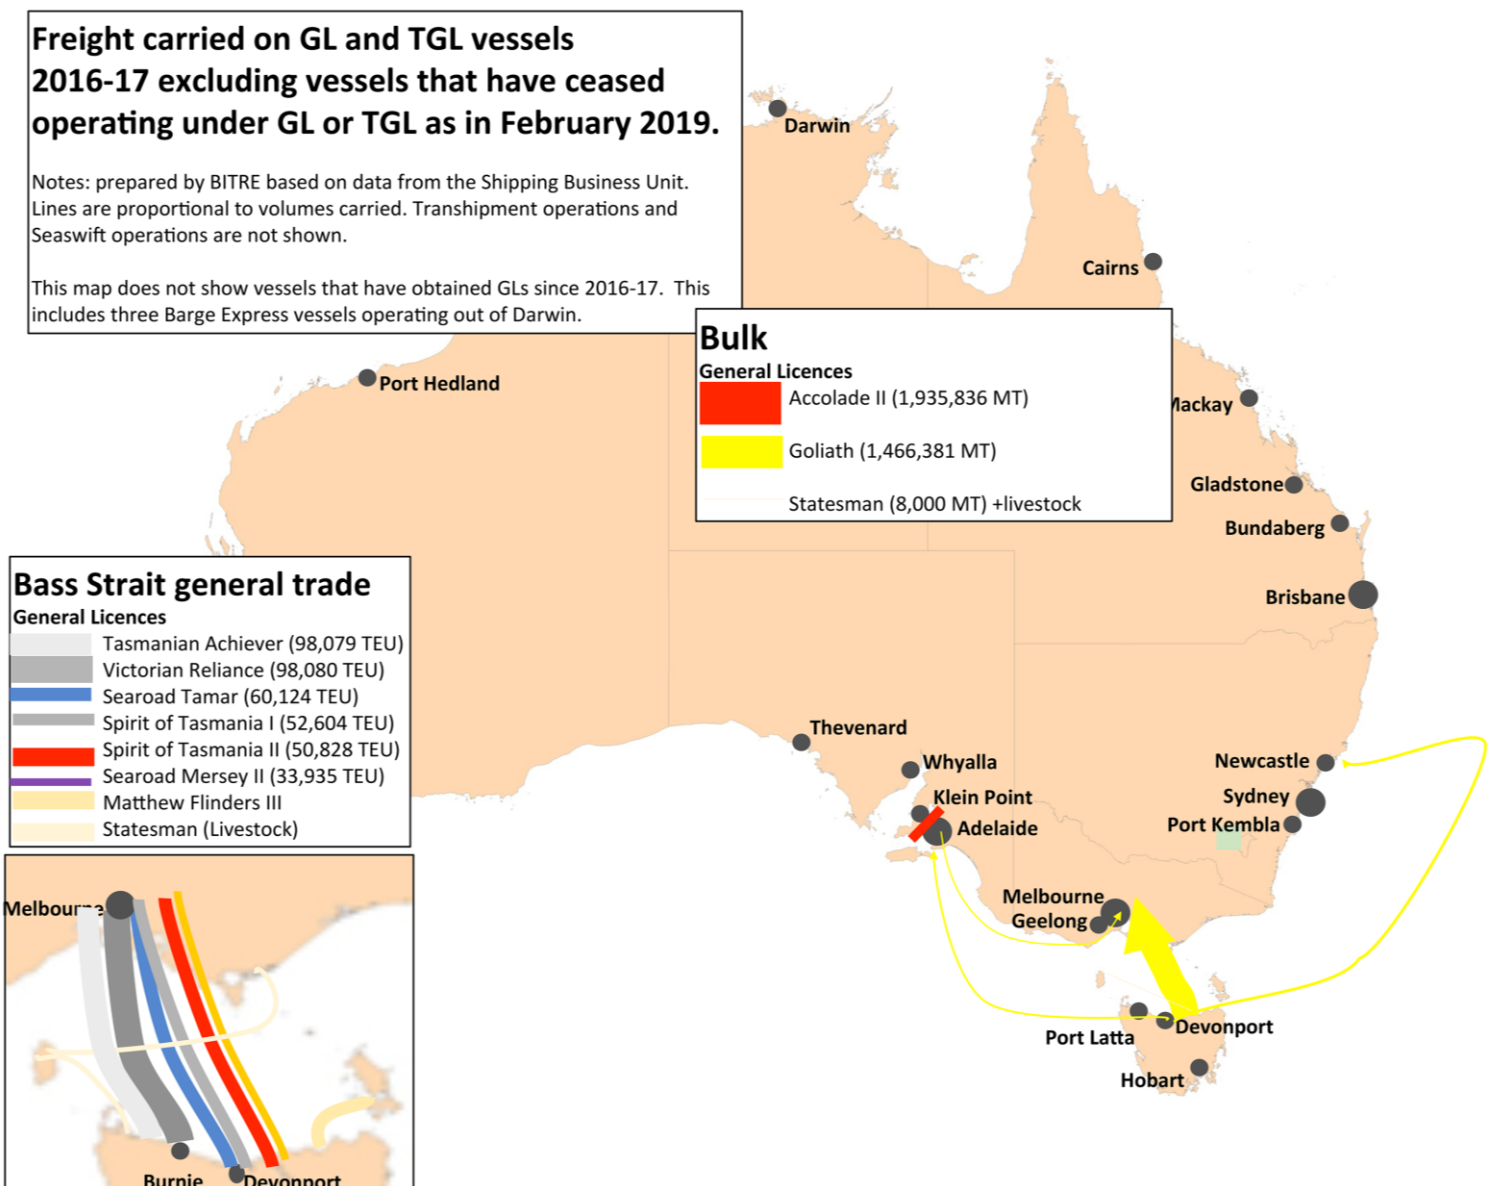 Freight carried on GL and TGL vessels
2016-17 excluding vessels that have ceased
operating under GL or TGL as in February 2019.
Notes: prepared by BITRE based on data from the Shipping Business Unit.
Lines are proportional to volumes carried. Transhipment operations and
Seaswift operations are not shown.
This map does not show vessels that have obtained GLs since 2016-17.  This
includes three Barge Express vessels operating out of Darwin.
Darwin
Cairns
Port Hedland
Bulk
General Licences
Accolade II (1,935,836 MT)
Goliath (1,466,381 MT)
Statesman (8,000 MT) +livestock
Mackay
Gladstone
Bundaberg
Brisbane
Bass Strait general trade
General Licences
Tasmanian Achiever (98,079 TEU)
Victorian Reliance (98,080 TEU)
Searoad Tamar (60,124 TEU)
Spirit of Tasmania I (52,604 TEU)
Spirit of Tasmania II (50,828 TEU)
Searoad Mersey II (33,935 TEU)
Matthew Flinders III
Statesman (Livestock)
Thevenard
Whyalla
Klein Point
Adelaide
Newcastle
Sydney
Port Kembla
Melbourne
Geelong
Port Latta
Devonport
Hobart
Melbourne
Burnie
Devonport